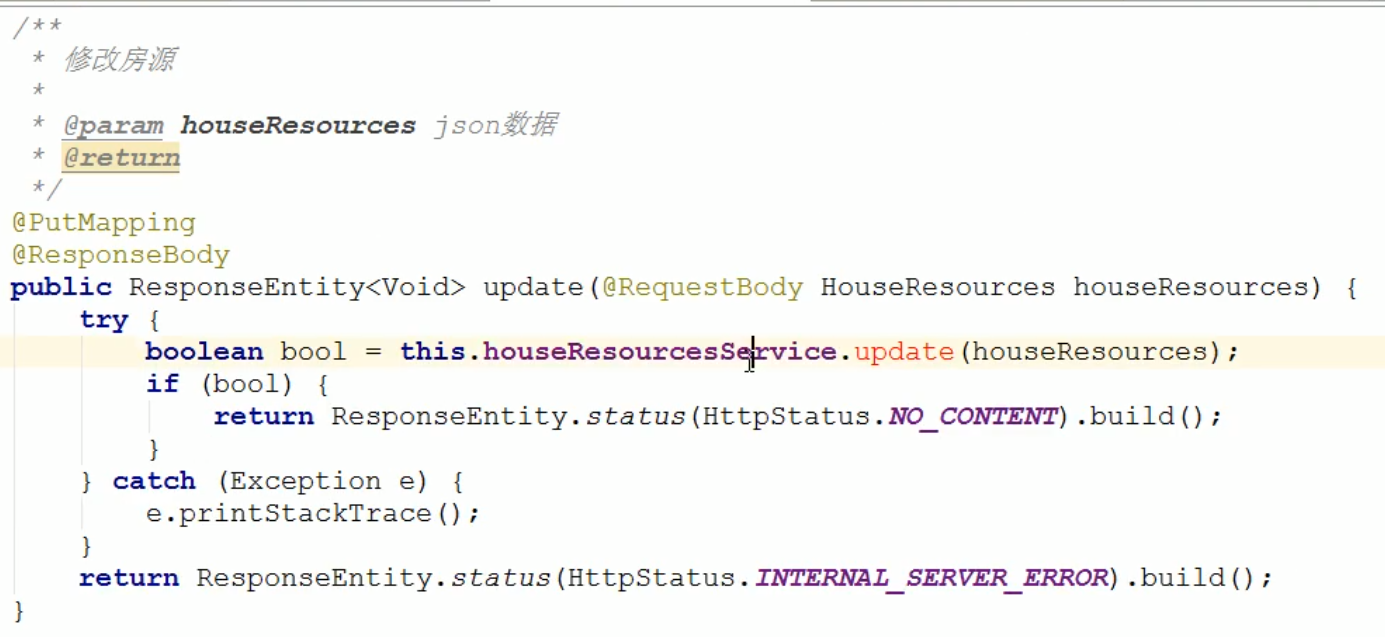 /**
 * 修改房源
 *
 * @param houseResources json数据
 * @return
 */
@PutMapping
@ResponseBody
public ResponseEntity<Void> update(@RequestBody HouseResources houseResources) {
    try {
        boolean bool = this.houseResourcesService.update(houseResources);
        if (bool) {
            return ResponseEntity.status(HttpStatus.NO_CONTENT).build();
        }
    } catch (Exception e) {
        e.printStackTrace();
    }
    return ResponseEntity.status(HttpStatus.INTERNAL_SERVER_ERROR).build();
}